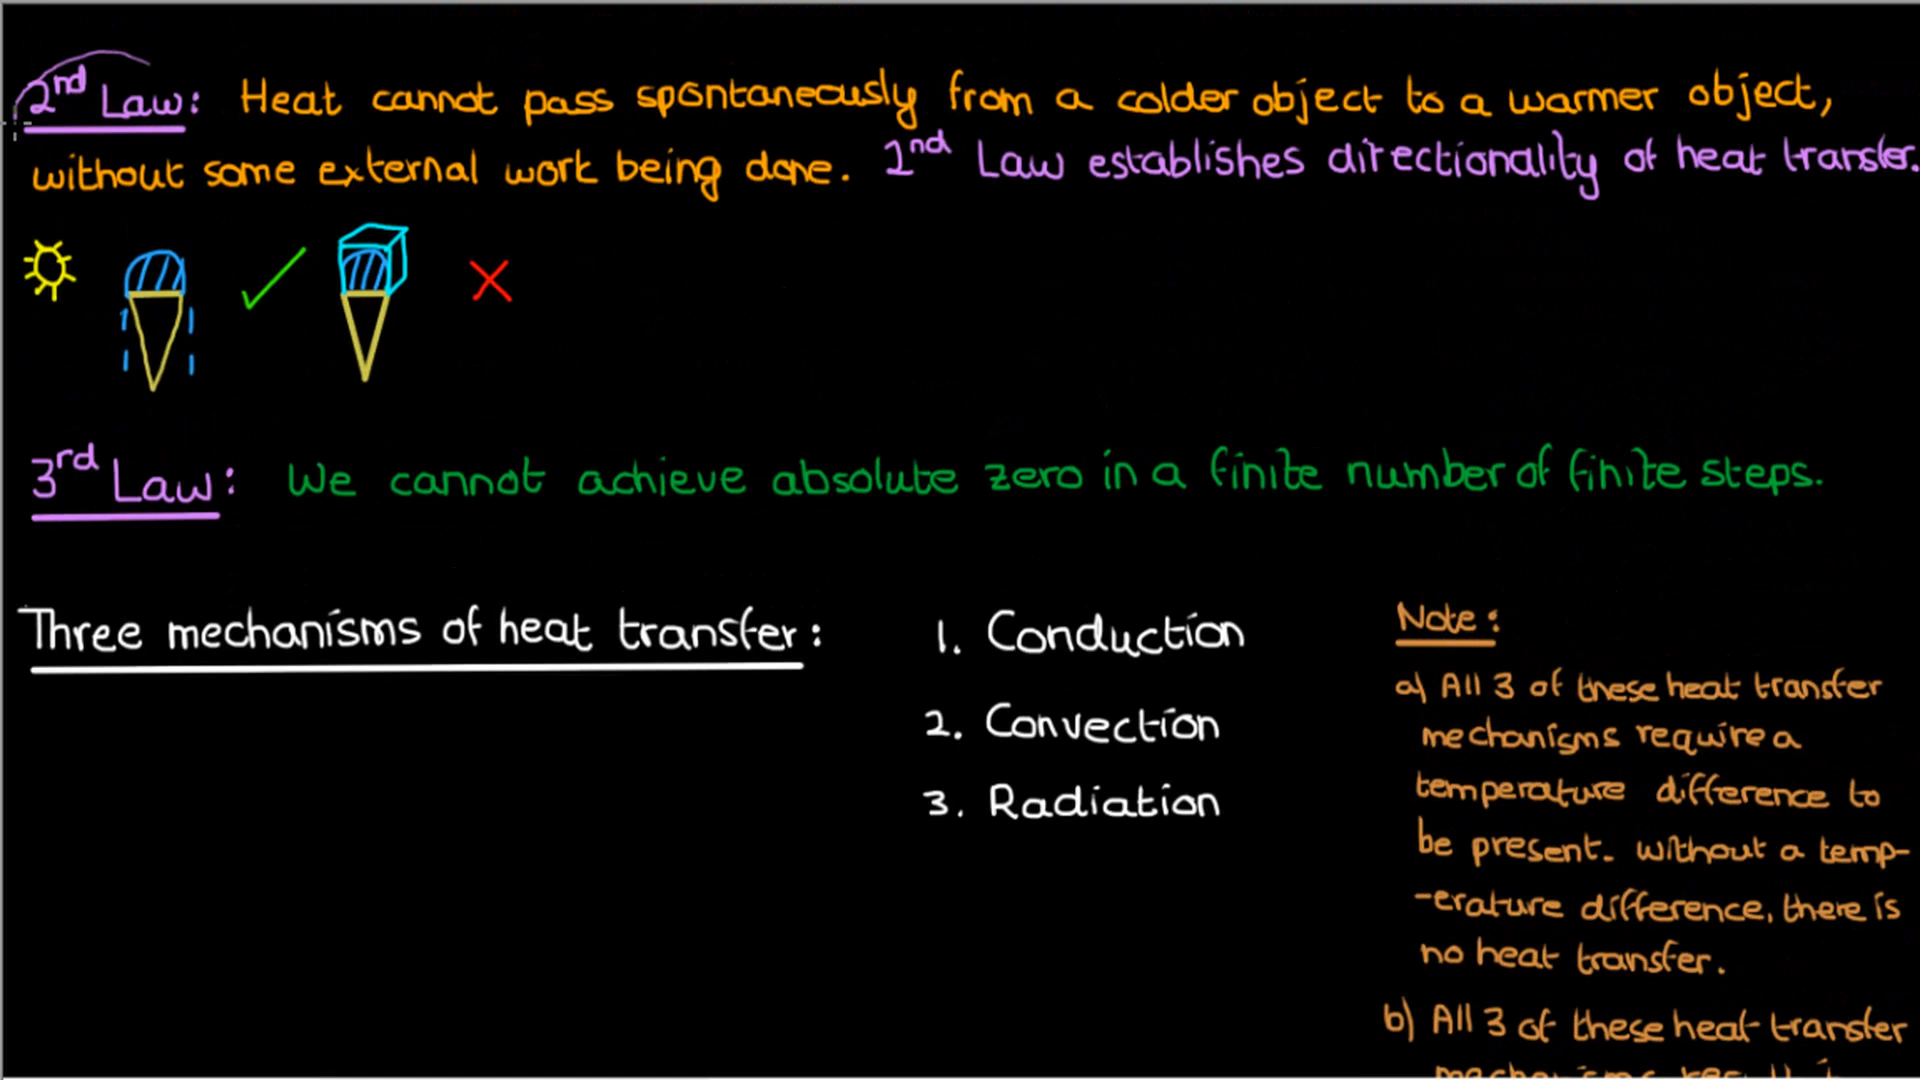 2nd Law: Heat cannot pass spontaneously from a colder object to a warmer object,
without some external work being done. 2nd Law establishes directionality of heat transfer.
3rd Law: We cannot achieve absolute zero in a finite number of finite steps.
Three mechanisms of heat transfer:
1. Conduction
2. Convection
3. Radiation
Note:
a) All 3 of these heat transfer
mechanisms require a
temperature difference to
be present. without a temp-
-erature difference, there is
no heat transfer.
b) All 3 of these heat transfer
mechanisms